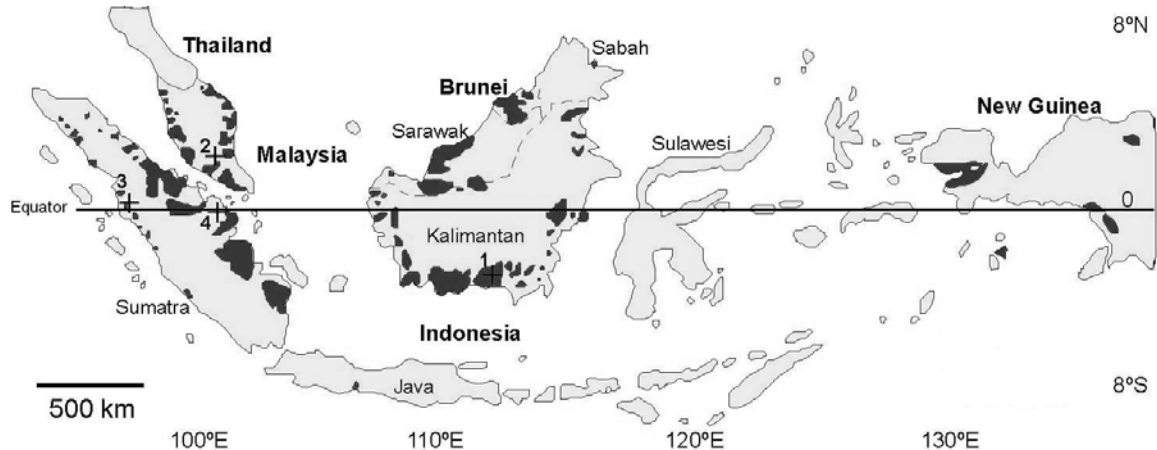 8ºN
Thailand
Sabah
Brunei
New Guinea
Sarawak
Sulawesi
2
Malaysia
3
Equator
0
4
Kalimantan
1
Sumatra
Indonesia
Java
500 km
8ºS
100ºE
110ºE
120ºE
130ºE